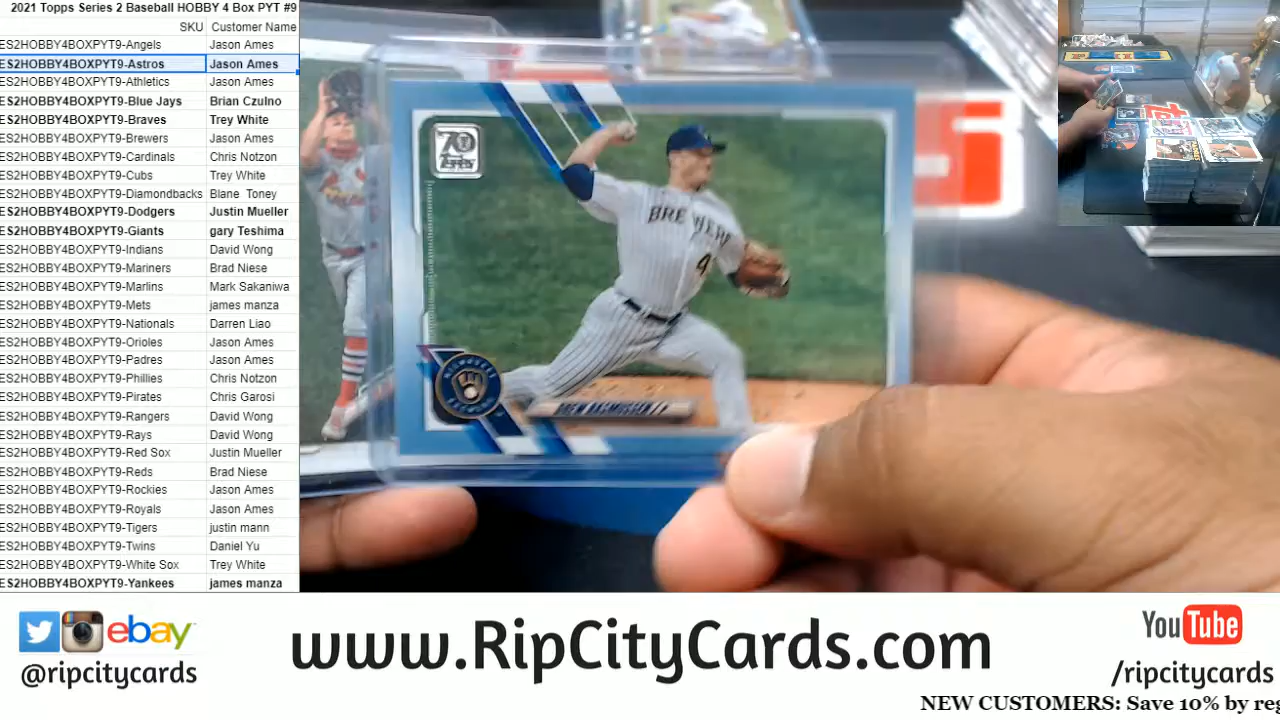 2021 Topps Series 2 Baseball HOBBY 4 Box PYT #9
SKU Customer Name
ES2HOBBY4BOXPYT9-Angels Jason Ames
ES2HOBBY4BOXPYT9-Astros Jason Ames
ES2HOBBY4BOXPYT9-Athletics Jason Ames
ES2HOBBY4BOXPYT9-Blue Jays Brian Czulno
ES2HOBBY4BOXPYT9-Braves Trey White
ES2HOBBY4BOXPYT9-Brewers Jason Ames
ES2HOBBY4BOXPYT9-Cardinals Chris Notzon
ES2HOBBY4BOXPYT9-Cubs Trey White
ES2HOBBY4BOXPYT9-Diamondbacks Blane Toney
ES2HOBBY4BOXPYT9-Dodgers Justin Mueller
ES2HOBBY4BOXPYT9-Giants gary Teshima
ES2HOBBY4BOXPYT9-Indians David Wong
ES2HOBBY4BOXPYT9-Mariners Brad Niese
ES2HOBBY4BOXPYT9-Marlins Mark Sakaniwa
ES2HOBBY4BOXPYT9-Mets james manza
ES2HOBBY4BOXPYT9-Nationals Darren Liao
ES2HOBBY4BOXPYT9-Orioles Jason Ames
ES2HOBBY4BOXPYT9-Padres Jason Ames
ES2HOBBY4BOXPYT9-Phillies Chris Notzon
ES2HOBBY4BOXPYT9-Pirates Chris Garosi
ES2HOBBY4BOXPYT9-Rangers David Wong
ES2HOBBY4BOXPYT9-Rays David Wong
ES2HOBBY4BOXPYT9-Red Sox Justin Mueller
ES2HOBBY4BOXPYT9-Reds Brad Niese
ES2HOBBY4BOXPYT9-Rockies Jason Ames
ES2HOBBY4BOXPYT9-Royals Jason Ames
ES2HOBBY4BOXPYT9-Tigers justin mann
ES2HOBBY4BOXPYT9-Twins Daniel Yu
ES2HOBBY4BOXPYT9-White Sox Trey White
ES2HOBBY4BOXPYT9-Yankees james manza
70
Topps
BREWERS
4
MILWAUKEE
BREWERS
DREW RASMUSSEN / P
ebay
@ripcitycards
www.RipCityCards.com
YouTube
/ripcitycards
NEW CUSTOMERS: Save 10% by reg